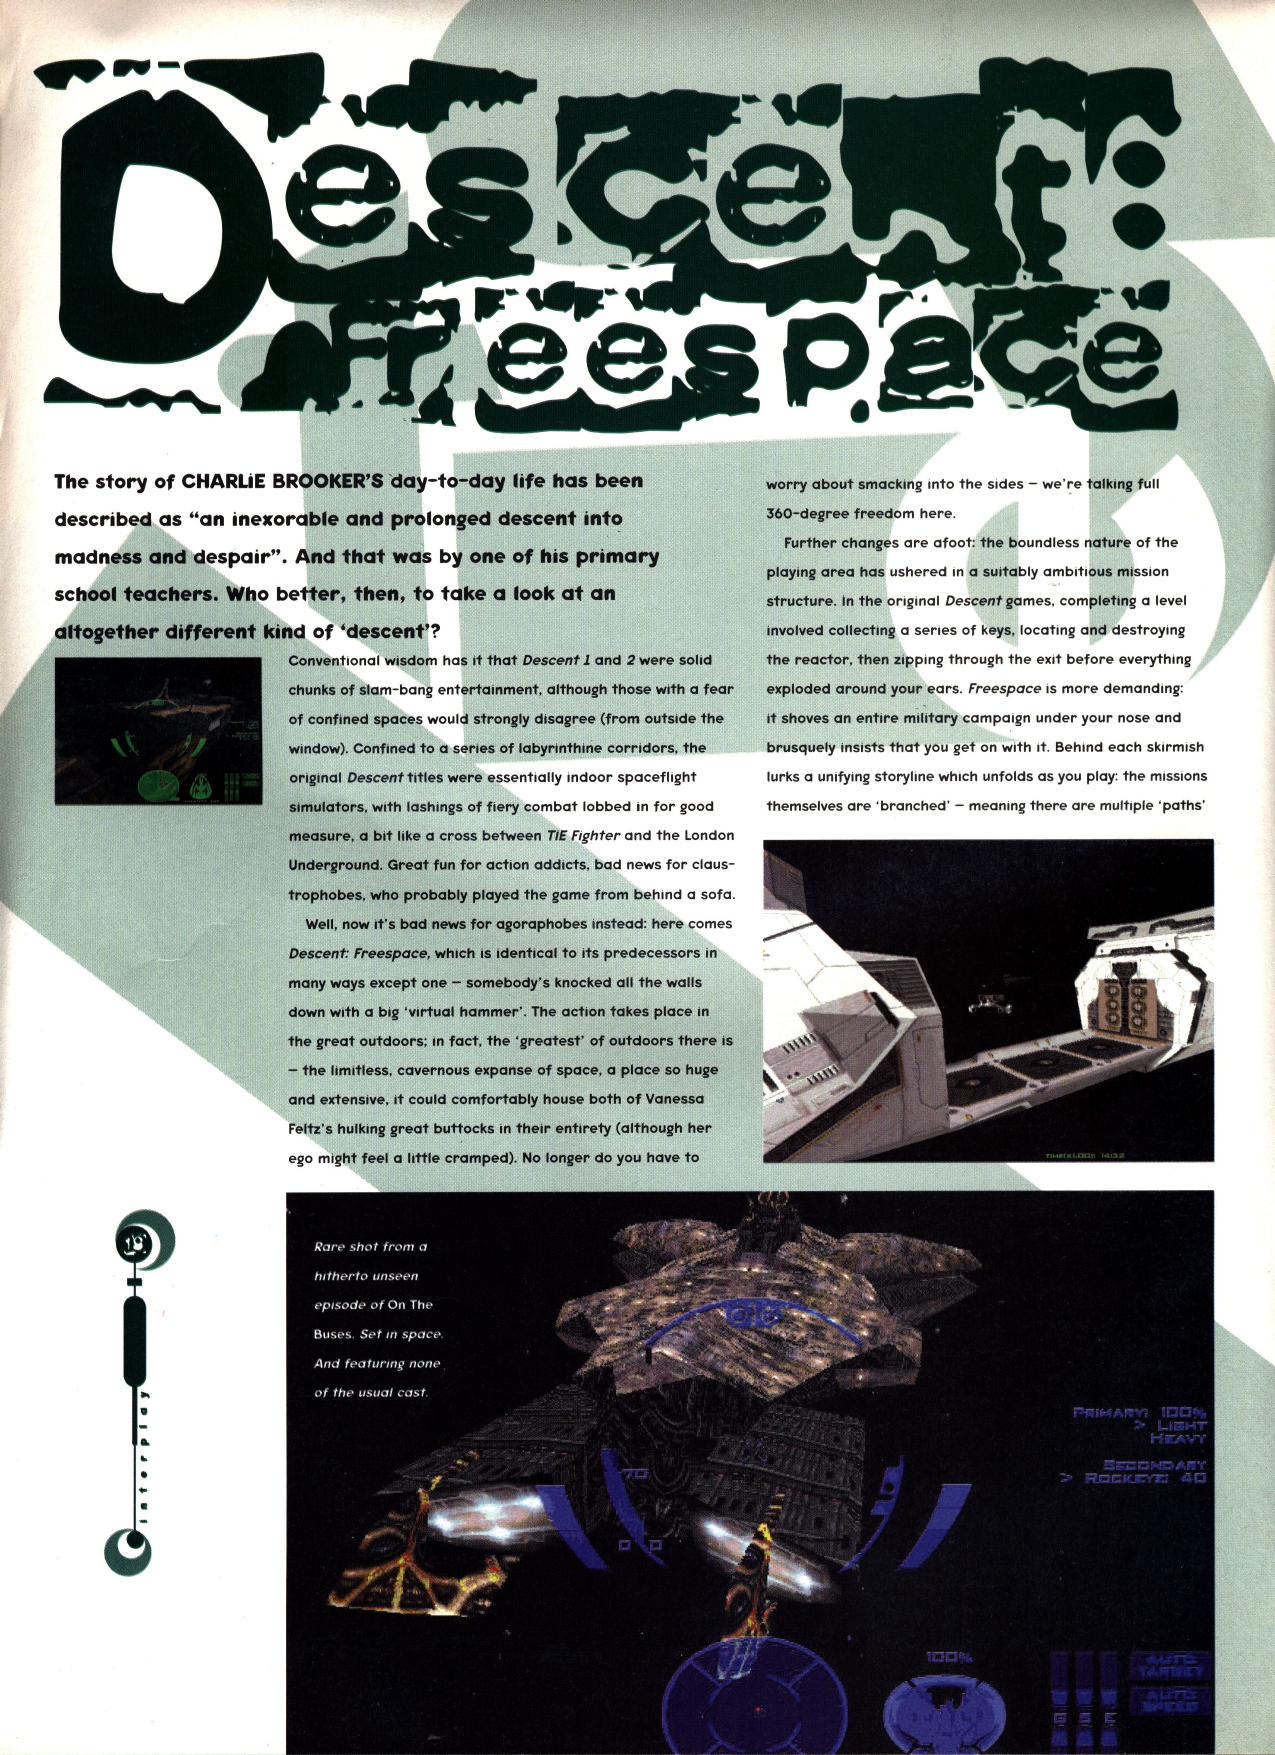 Descent:
freespace
The story of CHARLiE BROOKER'S day-to-day life has been
described as “an inexorable and prolonged descent into
madness and despair”. And that was by one of his primary
school teachers. Who better, then, to take a look at an
altogether different kind of ‘descent’?
Conventional wisdom has it that Descent 1 and 2 were solid
chunks of slam-bang entertainment, although those with a fear
of confined spaces would strongly disagree (from outside the
window). Confined to a series of labyrinthine corridors, the
original Descent titles were essentially indoor spaceflight
simulators, with lashings of fiery combat lobbed in for good
measure, a bit like a cross between TiE Fighter and the London
Underground. Great fun for action addicts, bad news for claus-
trophobes, who probably played the game from behind a sofa.
Well, now it's bad news for agoraphobes instead: here comes
Descent: Freespace, which is identical to its predecessors in
many ways except one – somebody's knocked all the walls
down with a big ‘virtual hammer’. The action takes place in
the great outdoors; in fact, the ‘greatest’ of outdoors there is
– the limitless, cavernous expanse of space, a place so huge
and extensive, it could comfortably house both of Vanessa
Feltz's hulking great buttocks in their entirety (although her
ego might feel a little cramped). No longer do you have to
worry about smacking into the sides – we're talking full
360-degree freedom here.
Further changes are afoot: the boundless nature of the
playing area has ushered in a suitably ambitious mission
structure. In the original Descent games, completing a level
involved collecting a series of keys, locating and destroying
the reactor, then zipping through the exit before everything
exploded around your ears. Freespace is more demanding:
it shoves an entire military campaign under your nose and
brusquely insists that you get on with it. Behind each skirmish
lurks a unifying storyline which unfolds as you play: the missions
themselves are ‘branched’ – meaning there are multiple ‘paths’
14:32
18
interplay
Rare shot from a
hitherto unseen
episode of On The
Buses. Set in space.
And featuring none
of the usual cast.
PRIMARY: 100%
> LIGHT
HEAVY
SECONDARY
> ROCKEYE: 40
70
0 0
100%
G S E
AUTO
TARGET
AUTO
SPEED